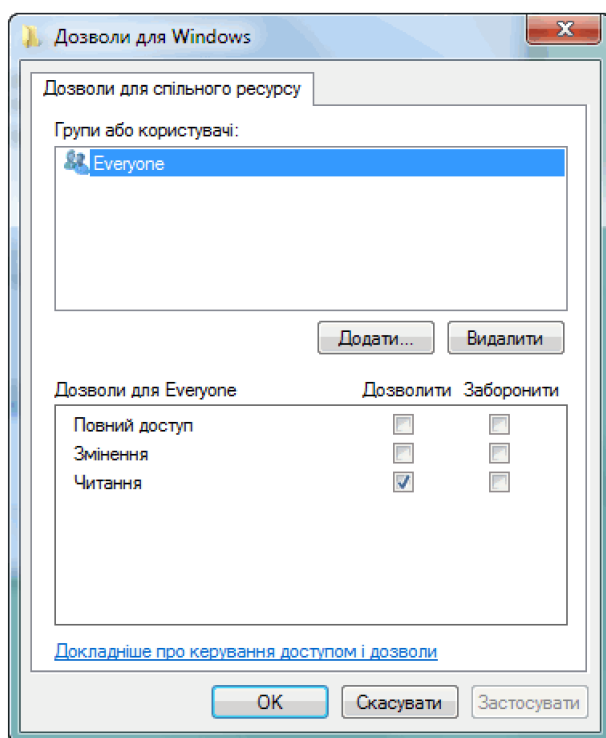 Дозволи для Windows
Дозволи для спільного ресурсу
Групи або користувачі:
Everyone
Додати... Видалити
Дозволи для Everyone Дозволити Заборонити
Повний доступ
Змінення
Читання
Докладніше про керування доступом і дозволи
OK Скасувати Застосувати